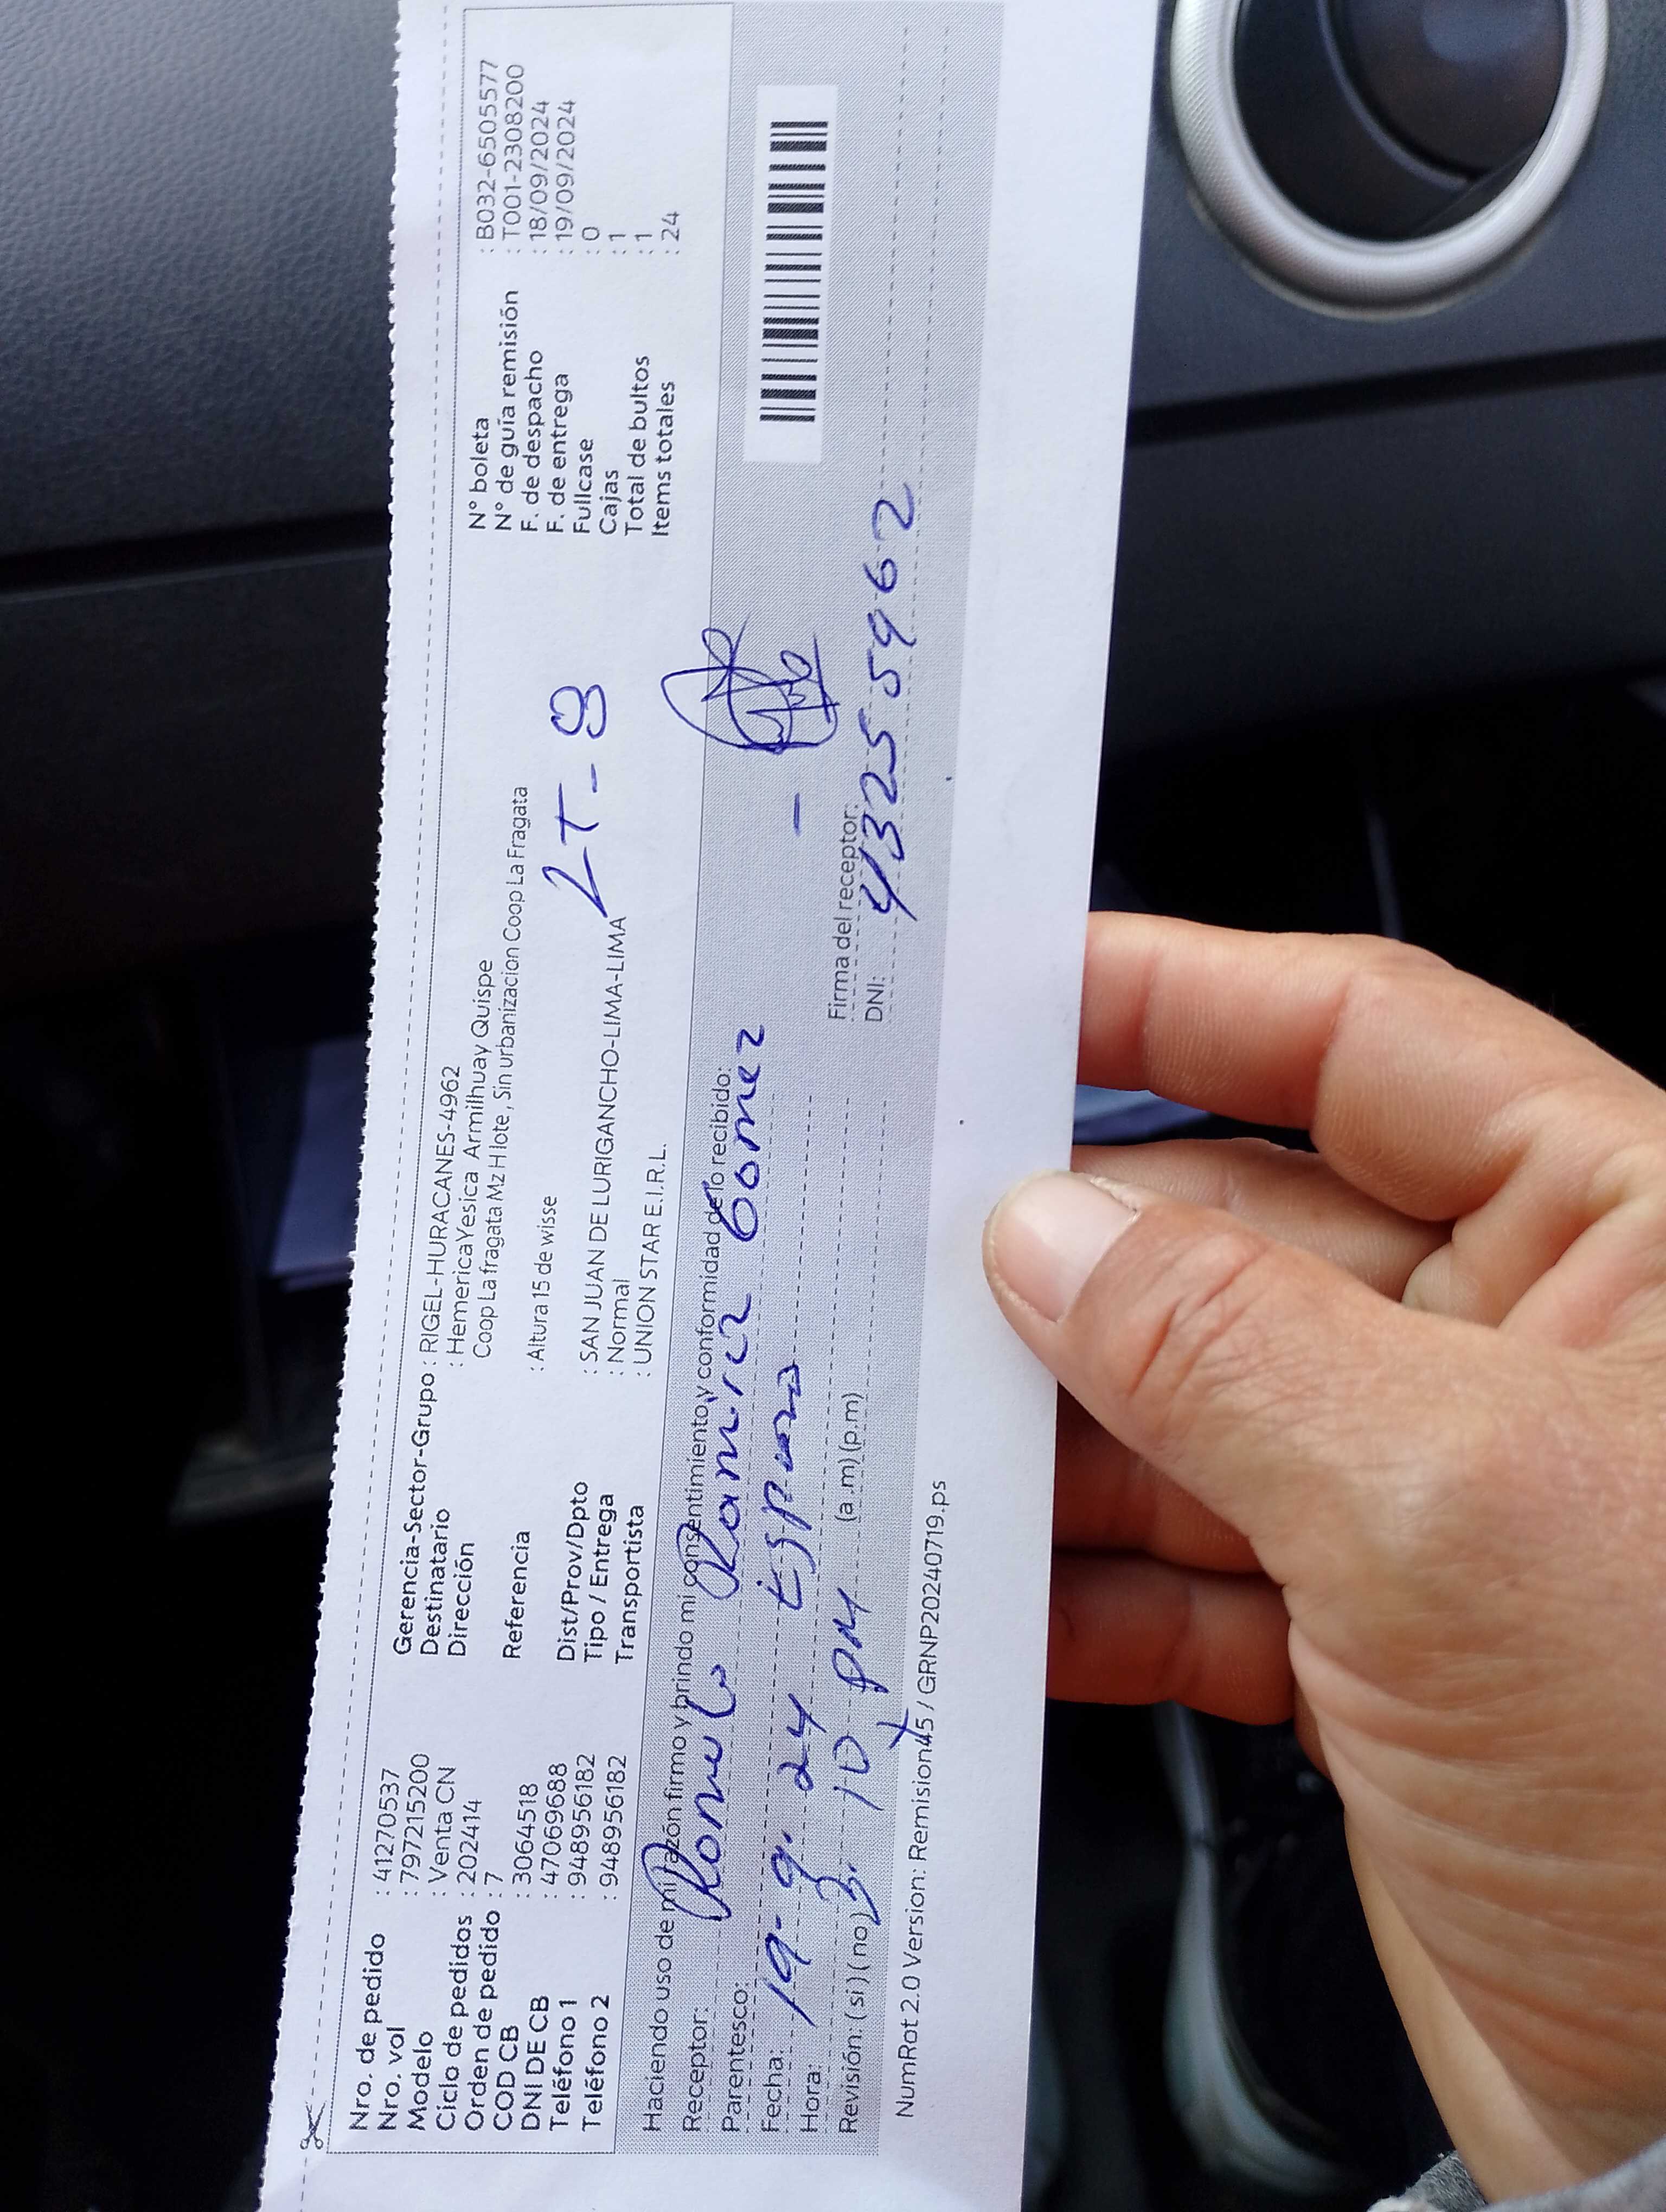 Nro. de pedido : 41270537
Nro. vol : 797215200
Modelo : Venta CN
Ciclo de pedidos : 202414
Orden de pedido : 7
COD CB : 3064518
DNI DE CB : 47069688
Teléfono 1 : 948956182
Teléfono 2 : 948956182
Gerencia-Sector-Grupo : RIGEL-HURACANES-4962
Destinatario : Hemerica Yesica Armilhuay Quispe
Dirección Coop La fragata Mz H lote , Sin urbanizacion Coop La Fragata
Referencia : Altura 15 de wisse
LT - 8
Dist/Prov/Dpto : SAN JUAN DE LURIGANCHO-LIMA-LIMA
Tipo / Entrega : Normal
Transportista : UNION STAR E.I.R.L.
N° boleta : B032-6505577
N° de guía remisión : T001-2308200
F. de despacho : 18/09/2024
F. de entrega : 19/09/2024
Fullcase : 0
Cajas : 1
Total de bultos : 1
Items totales : 24
Haciendo uso de mi razón firmo y brindo mi consentimiento y conformidad de lo recibido:
Receptor: Romulo Ramirez Gomez
Parentesco: Esposo
Fecha: 19-9.24
Hora: 3. 10 pm (a.m) (p.m)
Revisión: (si) (no)
Firma del receptor:
DNI: 43255962
NumRot 2.0 Version: Remision45 / GRNP20240719.ps